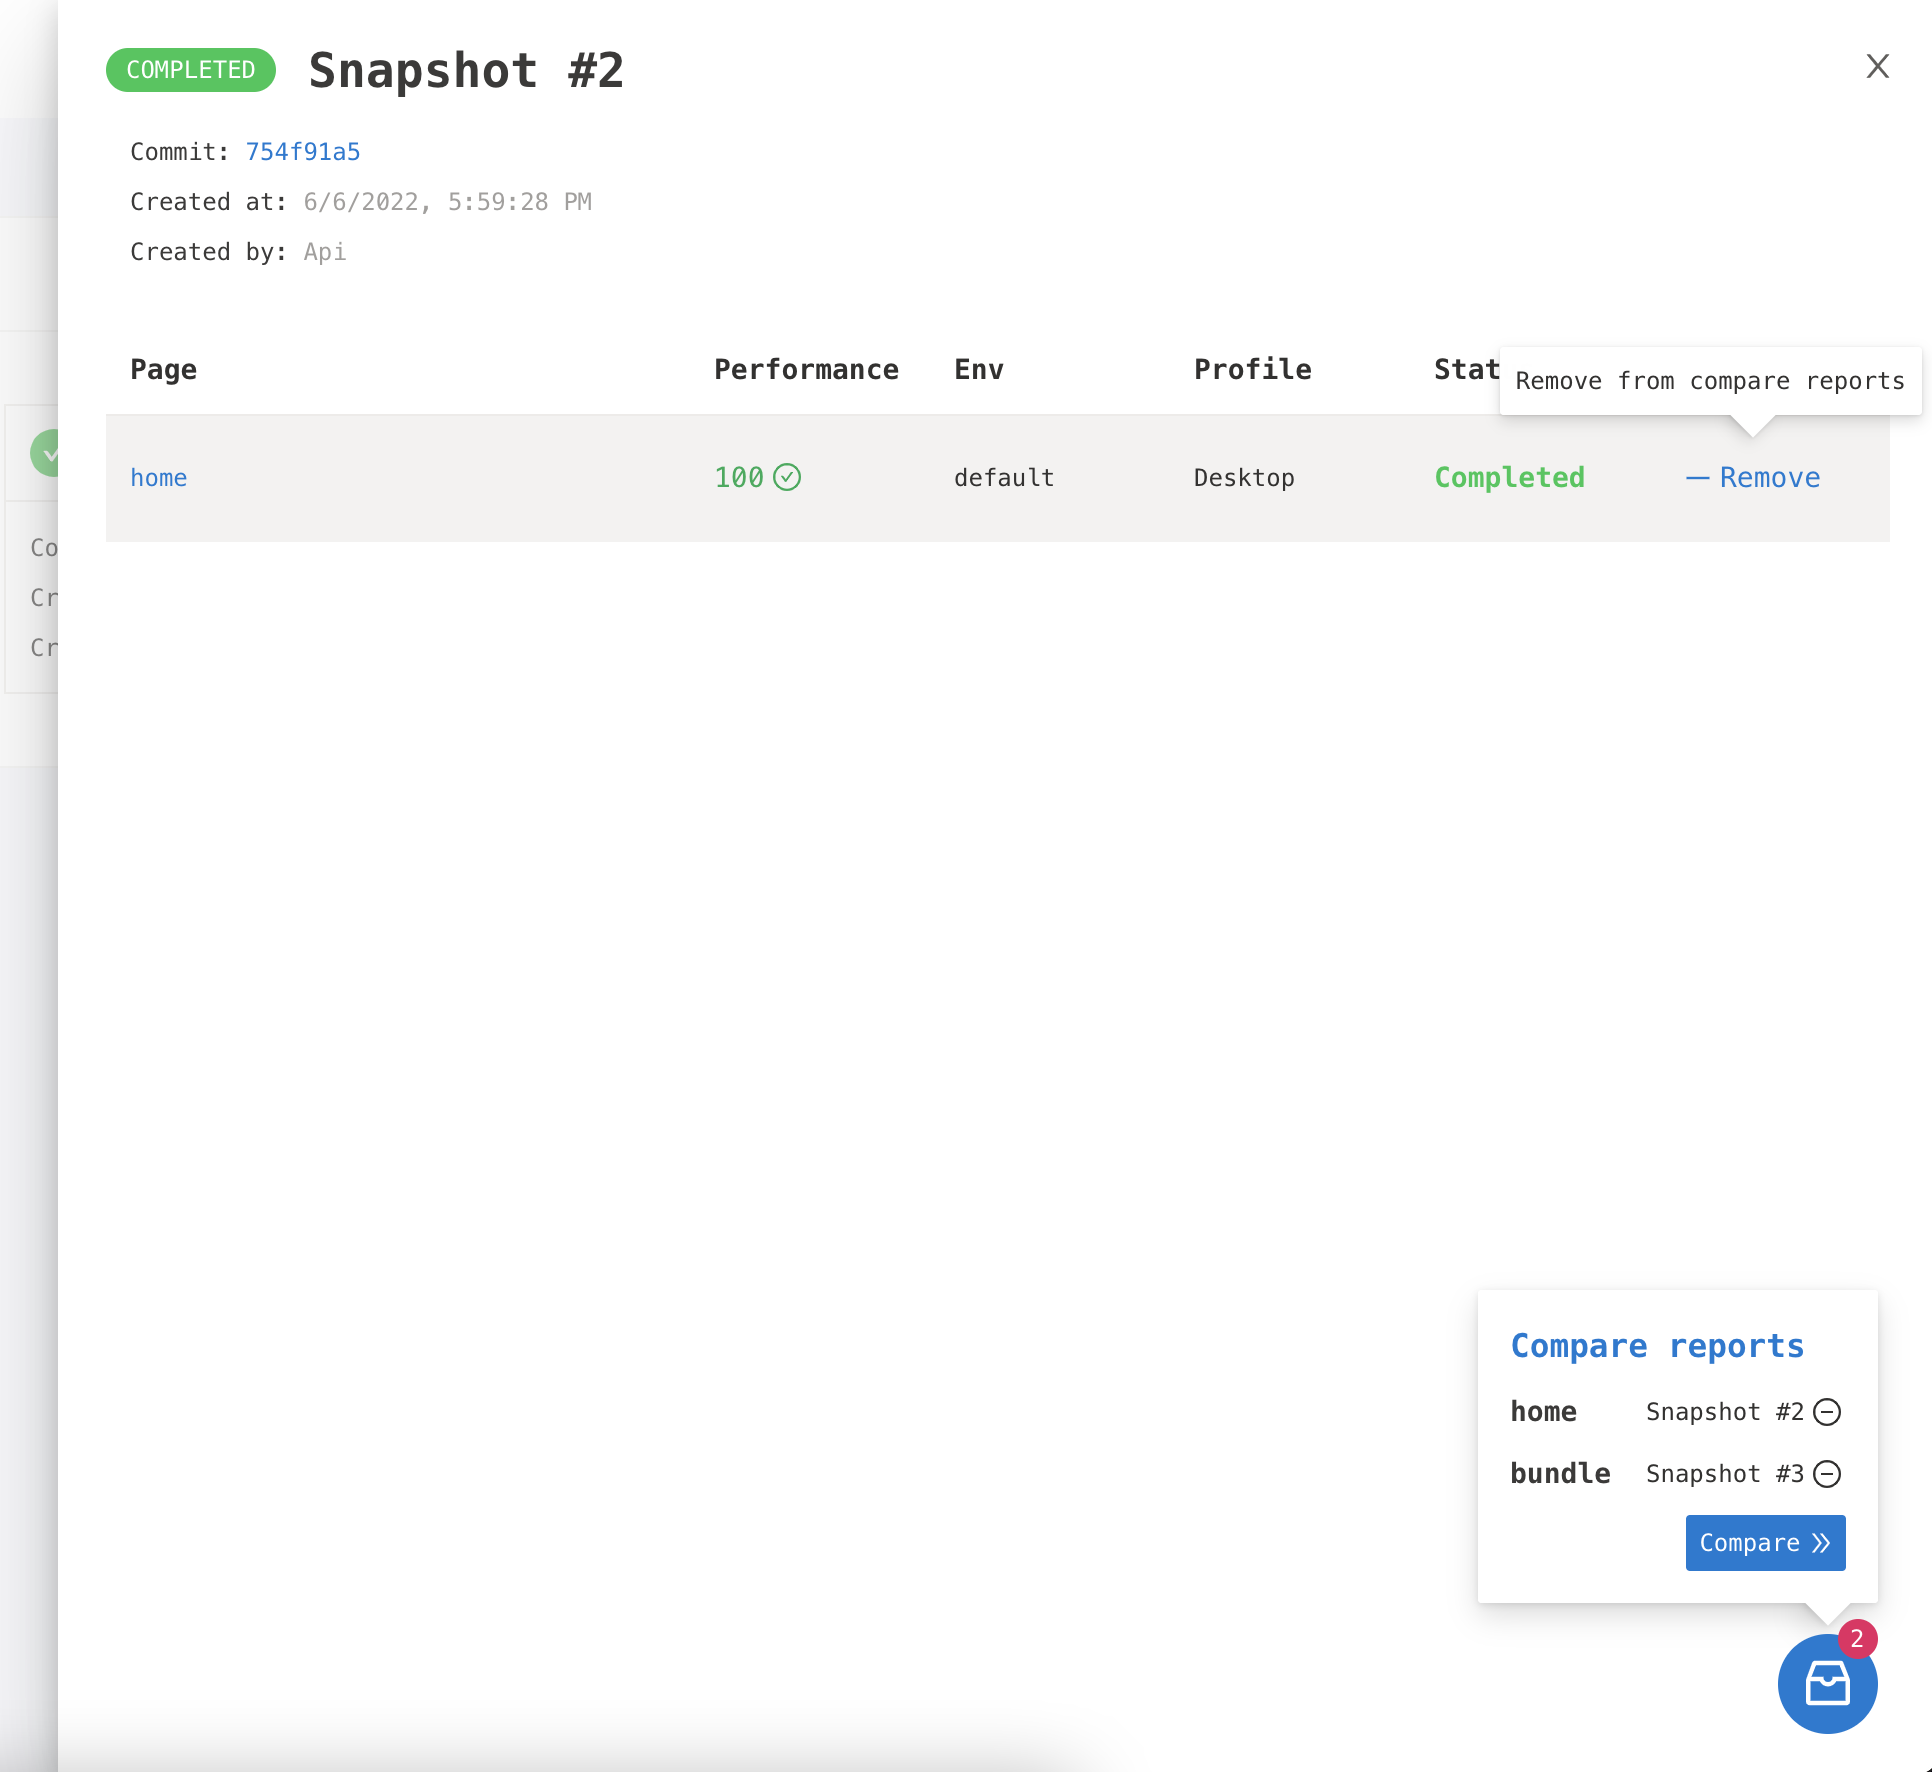 COMPLETED Snapshot #2 X
Commit: 754f91a5
Created at: 6/6/2022, 5:59:28 PM
Created by: Api
Page Performance Env Profile Stat
Remove from compare reports
home 100 default Desktop Completed — Remove
Co
Cr
Cr
Compare reports
home Snapshot #2
bundle Snapshot #3
Compare »
2